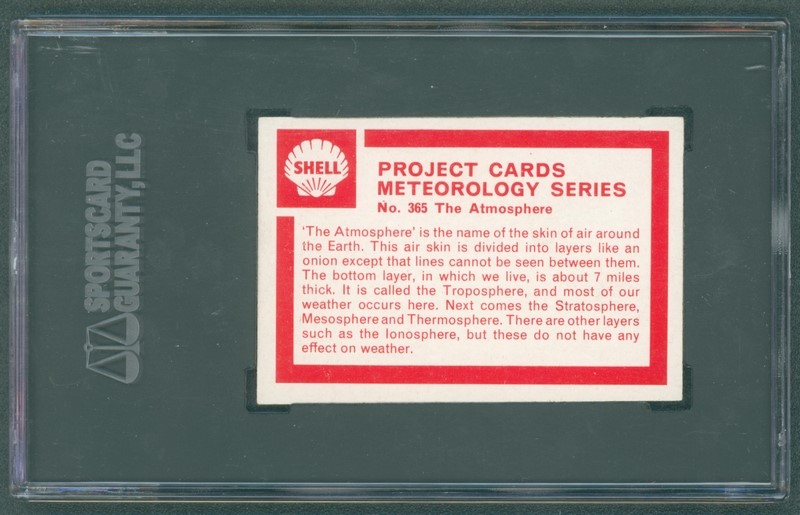 SPORTSCARD
GUARANTY, LLC
SHELL
PROJECT CARDS
METEOROLOGY SERIES
No. 365 The Atmosphere
'The Atmosphere' is the name of the skin of air around
the Earth. This air skin is divided into layers like an
onion except that lines cannot be seen between them.
The bottom layer, in which we live, is about 7 miles
thick. It is called the Troposphere, and most of our
weather occurs here. Next comes the Stratosphere,
Mesosphere and Thermosphere. There are other layers
such as the Ionosphere, but these do not have any
effect on weather.